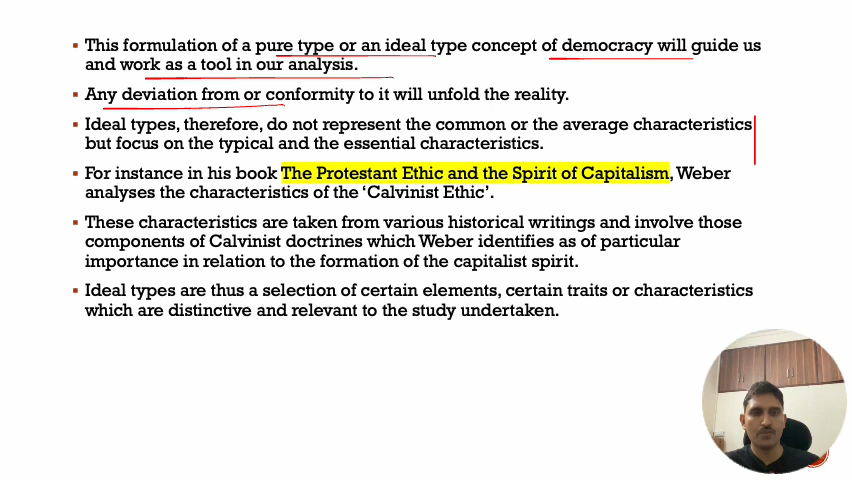 ▪ This formulation of a pure type or an ideal type concept of democracy will guide us
and work as a tool in our analysis.
▪ Any deviation from or conformity to it will unfold the reality.
▪ Ideal types, therefore, do not represent the common or the average characteristics
but focus on the typical and the essential characteristics.
▪ For instance in his book The Protestant Ethic and the Spirit of Capitalism, Weber
analyses the characteristics of the ‘Calvinist Ethic’.
▪ These characteristics are taken from various historical writings and involve those
components of Calvinist doctrines which Weber identifies as of particular
importance in relation to the formation of the capitalist spirit.
▪ Ideal types are thus a selection of certain elements, certain traits or characteristics
which are distinctive and relevant to the study undertaken.